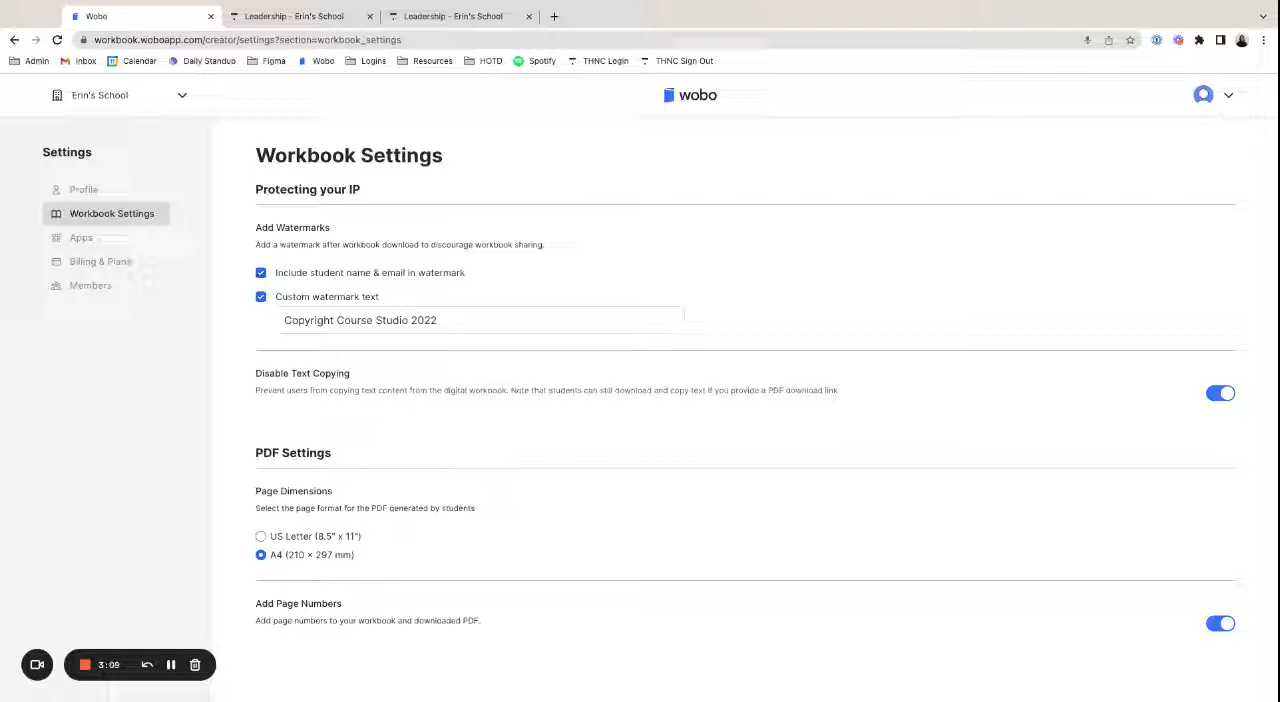 Wobo
Leadership - Erin's School
Leadership - Erin's School
workbook.woboapp.com/creator/settings?section=workbook_settings
Admin
Inbox
Calendar
Daily Standup
Figma
Wobo
Logins
Resources
HOTD
Spotify
THNC Login
THNC Sign Out
Erin's School
wobo
Settings
Profile
Workbook Settings
Apps
Billing & Plans
Members
Workbook Settings
Protecting your IP
Add Watermarks
Add a watermark after workbook download to discourage workbook sharing.
Include student name & email in watermark
Custom watermark text
Copyright Course Studio 2022
Disable Text Copying
Prevent users from copying text content from the digital workbook. Note that students can still download and copy text if you provide a PDF download link
PDF Settings
Page Dimensions
Select the page format for the PDF generated by students
US Letter (8.5" x 11")
A4 (210 × 297 mm)
Add Page Numbers
Add page numbers to your workbook and downloaded PDF.
3:09